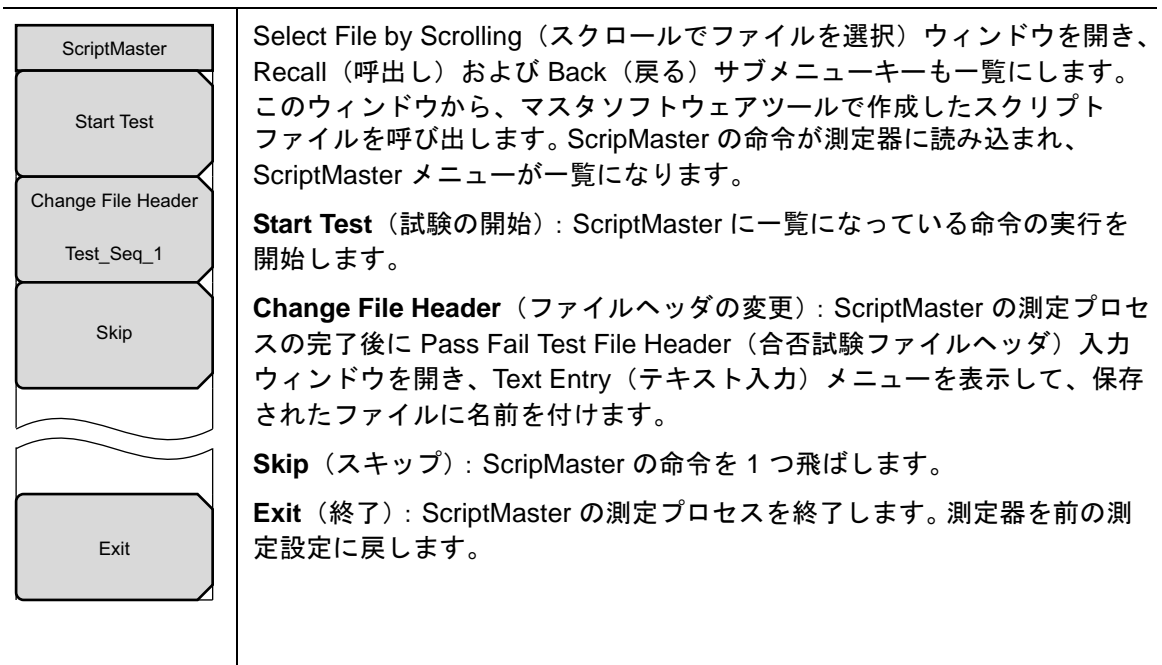 ScriptMaster
Start Test
Change File Header
Test_Seq_1
Skip
Exit
Select File by Scrolling（スクロールでファイルを選択）ウィンドウを開き、
Recall（呼出し）および Back（戻る）サブメニューキーも一覧にします。
このウィンドウから、マスタソフトウェアツールで作成したスクリプト
ファイルを呼び出します。ScripMaster の命令が測定器に読み込まれ、
ScriptMaster メニューが一覧になります。
Start Test（試験の開始）: ScriptMaster に一覧になっている命令の実行を
開始します。
Change File Header（ファイルヘッダの変更）: ScriptMaster の測定プロセ
スの完了後に Pass Fail Test File Header（合否試験ファイルヘッダ）入力
ウィンドウを開き、Text Entry（テキスト入力）メニューを表示して、保存
されたファイルに名前を付けます。
Skip（スキップ）: ScripMaster の命令を 1 つ飛ばします。
Exit（終了）: ScriptMaster の測定プロセスを終了します。測定器を前の測
定設定に戻します。